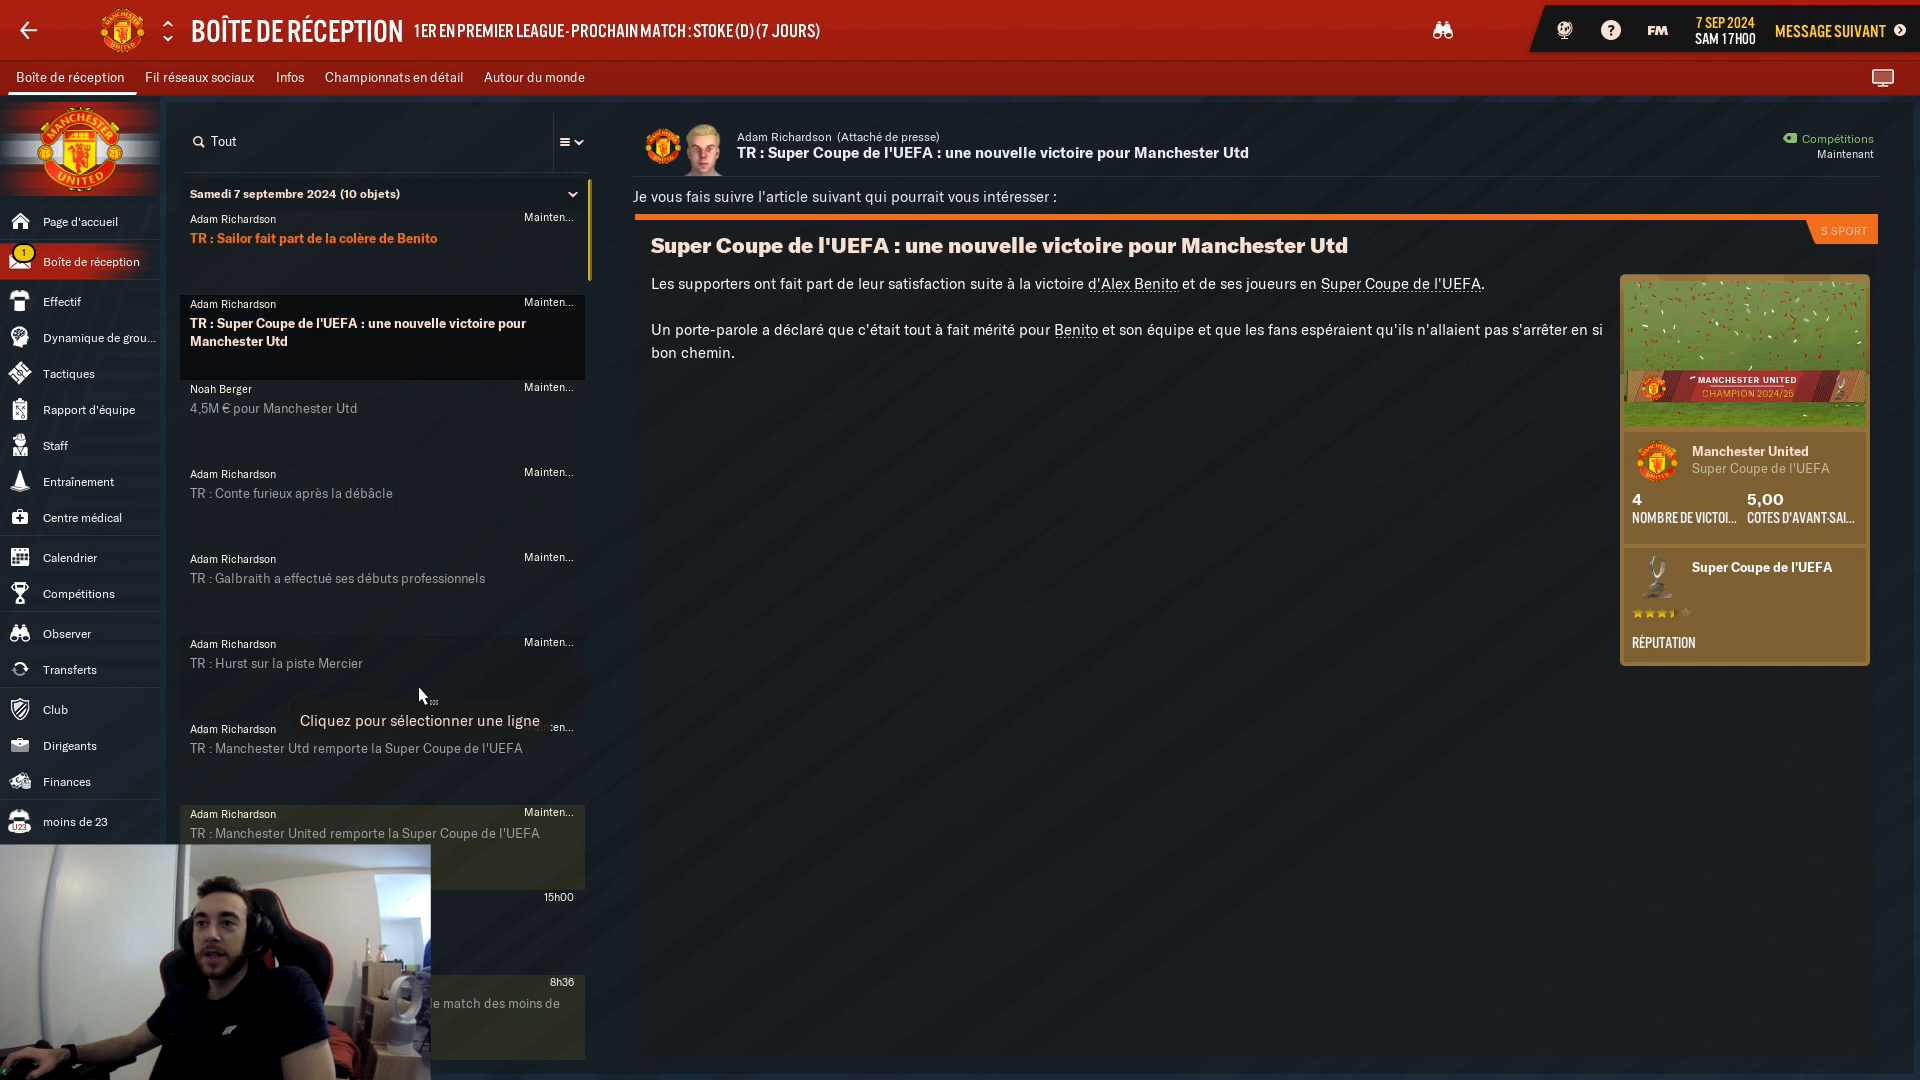 BOÎTE DE RÉCEPTION
1ER EN PREMIER LEAGUE - PROCHAIN MATCH : STOKE (D) (7 JOURS)
?
FM
7 SEP 2024
SAM 17H00
MESSAGE SUIVANT
Boîte de réception
Fil réseaux sociaux
Infos
Championnats en détail
Autour du monde
MANCHESTER
UNITED
Page d'accueil
1
Boîte de réception
Effectif
Dynamique de grou...
Tactiques
Rapport d'équipe
Staff
Entraînement
Centre médical
Calendrier
Compétitions
Observer
Transferts
Club
Dirigeants
Finances
U23
moins de 23
Tout
Samedi 7 septembre 2024 (10 objets)
Adam Richardson
Mainten...
TR : Sailor fait part de la colère de Benito
Adam Richardson
Mainten...
TR : Super Coupe de l'UEFA : une nouvelle victoire pour
Manchester Utd
Noah Berger
Mainten...
4,5M € pour Manchester Utd
Adam Richardson
Mainten...
TR : Conte furieux après la débâcle
Adam Richardson
Mainten...
TR : Galbraith a effectué ses débuts professionnels
Adam Richardson
Mainten...
TR : Hurst sur la piste Mercier
Cliquez pour sélectionner une ligne
Adam Richardson
ten...
TR : Manchester Utd remporte la Super Coupe de l'UEFA
Adam Richardson
Mainten...
TR : Manchester United remporte la Super Coupe de l'UEFA
15h00
8h36
le match des moins de
Adam Richardson (Attaché de presse)
TR : Super Coupe de l'UEFA : une nouvelle victoire pour Manchester Utd
Compétitions
Maintenant
Je vous fais suivre l'article suivant qui pourrait vous intéresser :
S SPORT
Super Coupe de l'UEFA : une nouvelle victoire pour Manchester Utd
Les supporters ont fait part de leur satisfaction suite à la victoire d'Alex Benito et de ses joueurs en Super Coupe de l'UEFA.
Un porte-parole a déclaré que c'était tout à fait mérité pour Benito et son équipe et que les fans espéraient qu'ils n'allaient pas s'arrêter en si
bon chemin.
MANCHESTER UNITED
CHAMPION 2024/25
Manchester United
Super Coupe de l'UEFA
4
NOMBRE DE VICTOI...
5,00
COTES D'AVANT-SAI...
Super Coupe de l'UEFA
RÉPUTATION